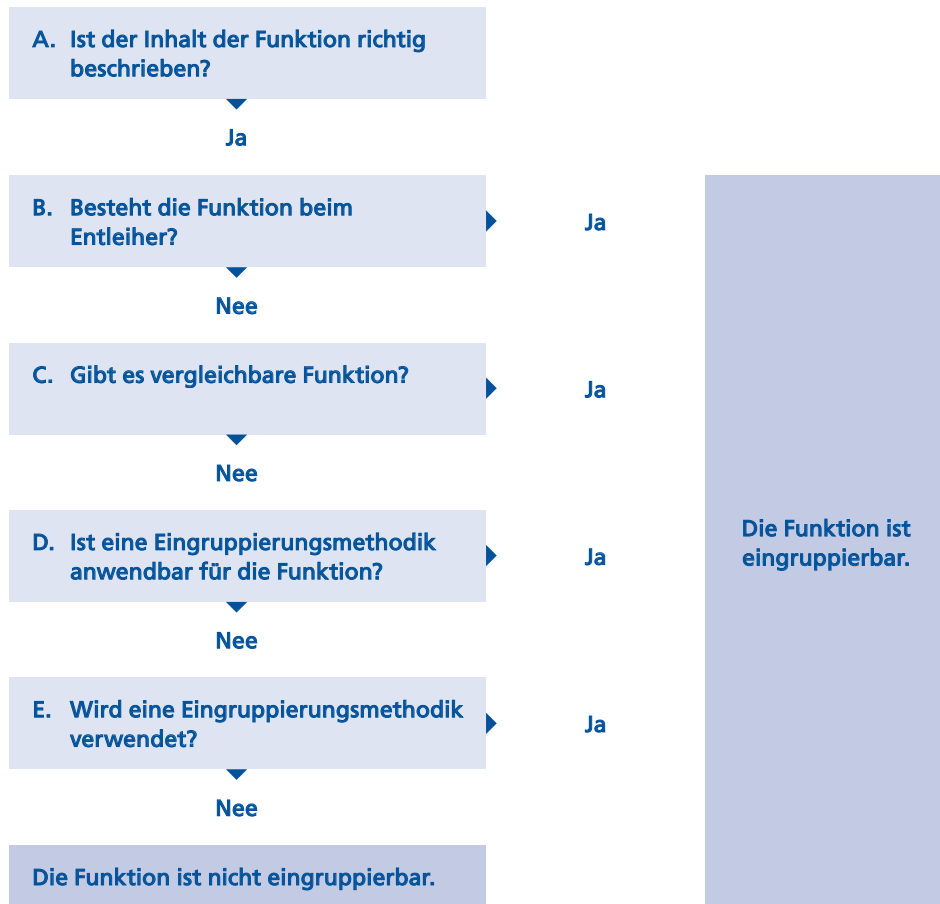 A. Ist der Inhalt der Funktion richtig
beschrieben?
Ja
B. Besteht die Funktion beim
Entleiher?
Ja
Nee
C. Gibt es vergleichbare Funktion?
Ja
Nee
D. Ist eine Eingruppierungsmethodik
anwendbar für die Funktion?
Ja
Nee
E. Wird eine Eingruppierungsmethodik
verwendet?
Ja
Nee
Die Funktion ist nicht eingruppierbar.
Die Funktion ist
eingruppierbar.